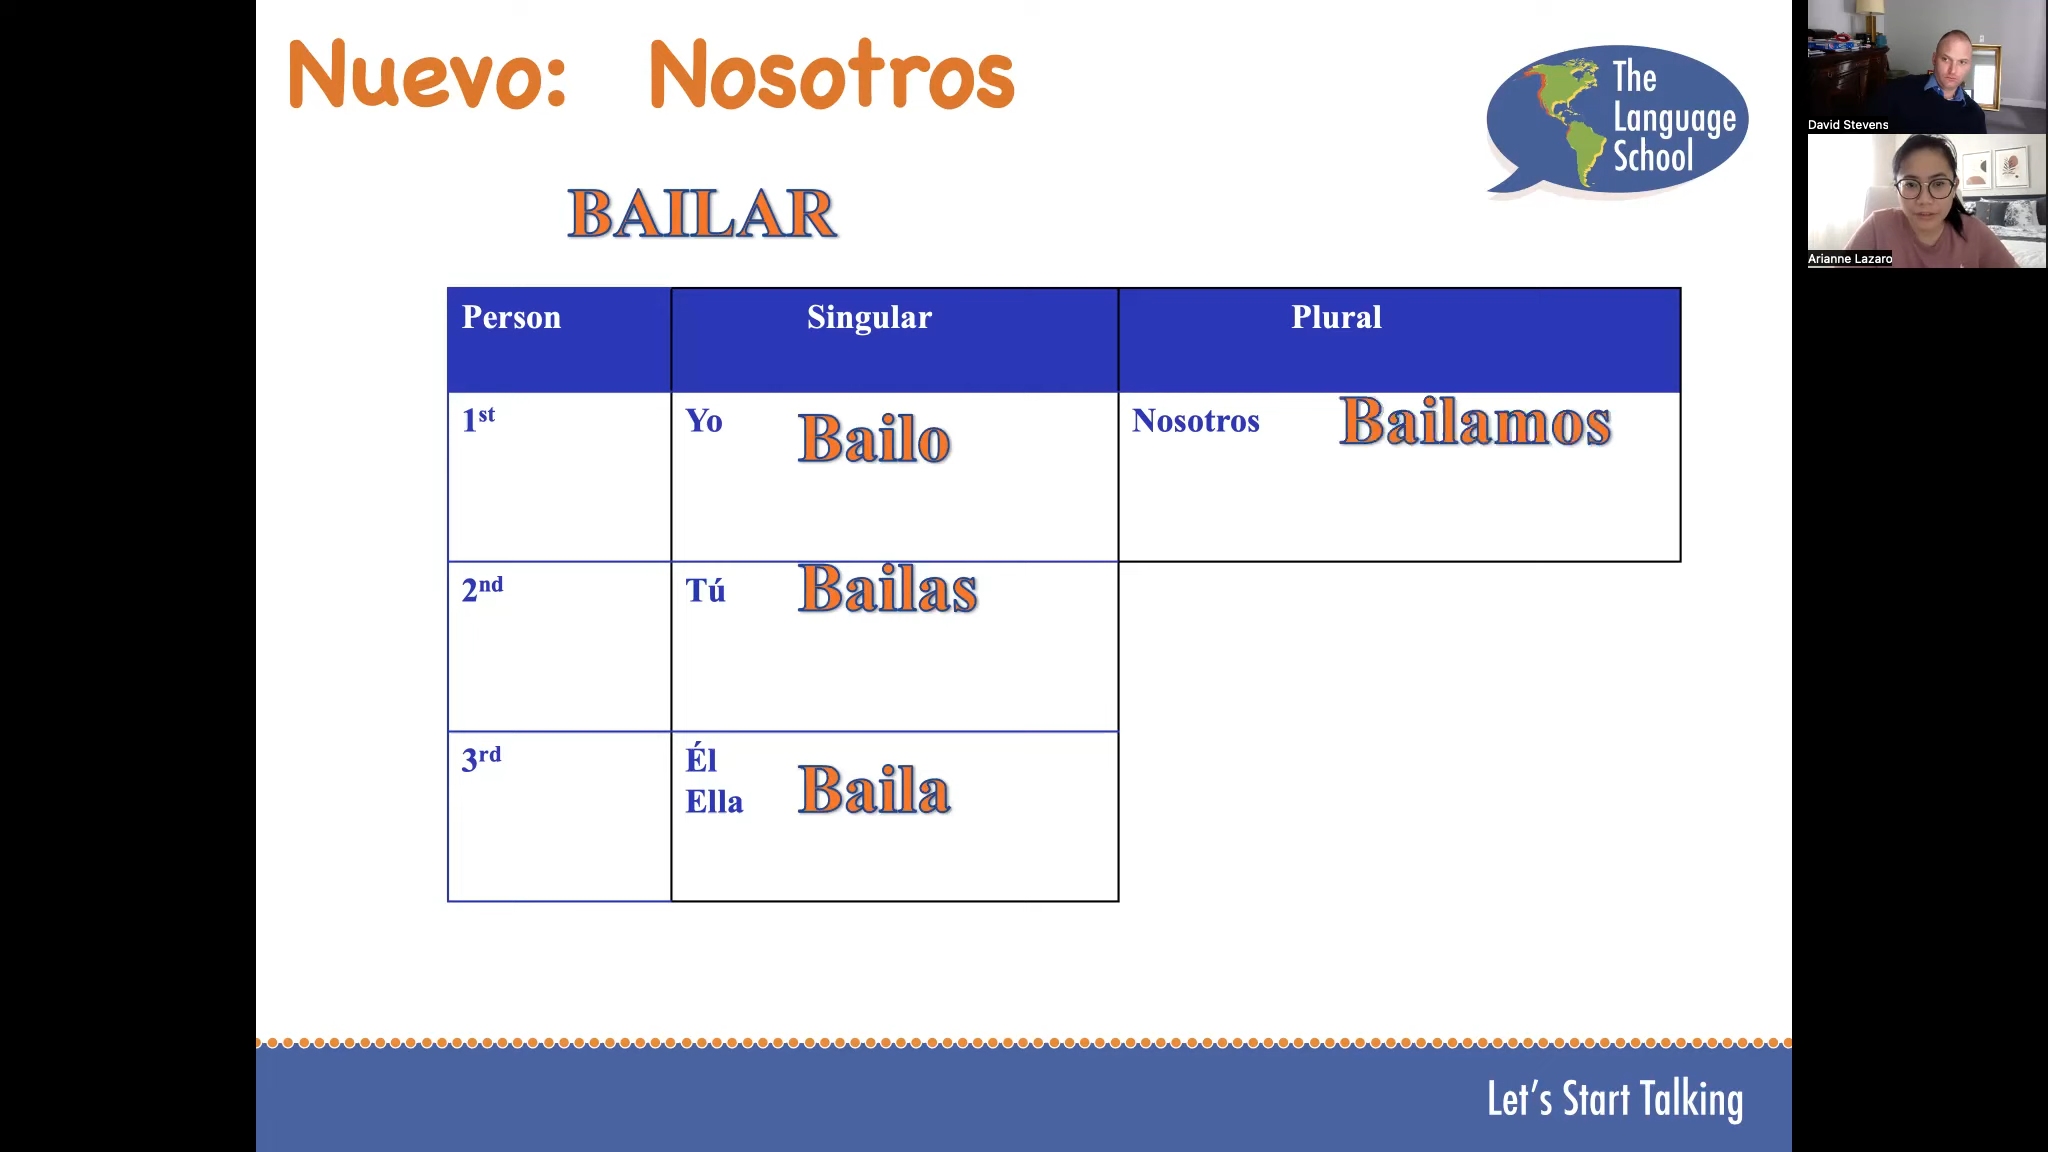 Nuevo: Nosotros
The
Language
School
David Stevens
Arianne Lazaro
BAILAR
Person Singular Plural
1st Yo Bailo Nosotros Bailamos
2nd Tú Bailas
3rd Él
Ella Baila
Let's Start Talking